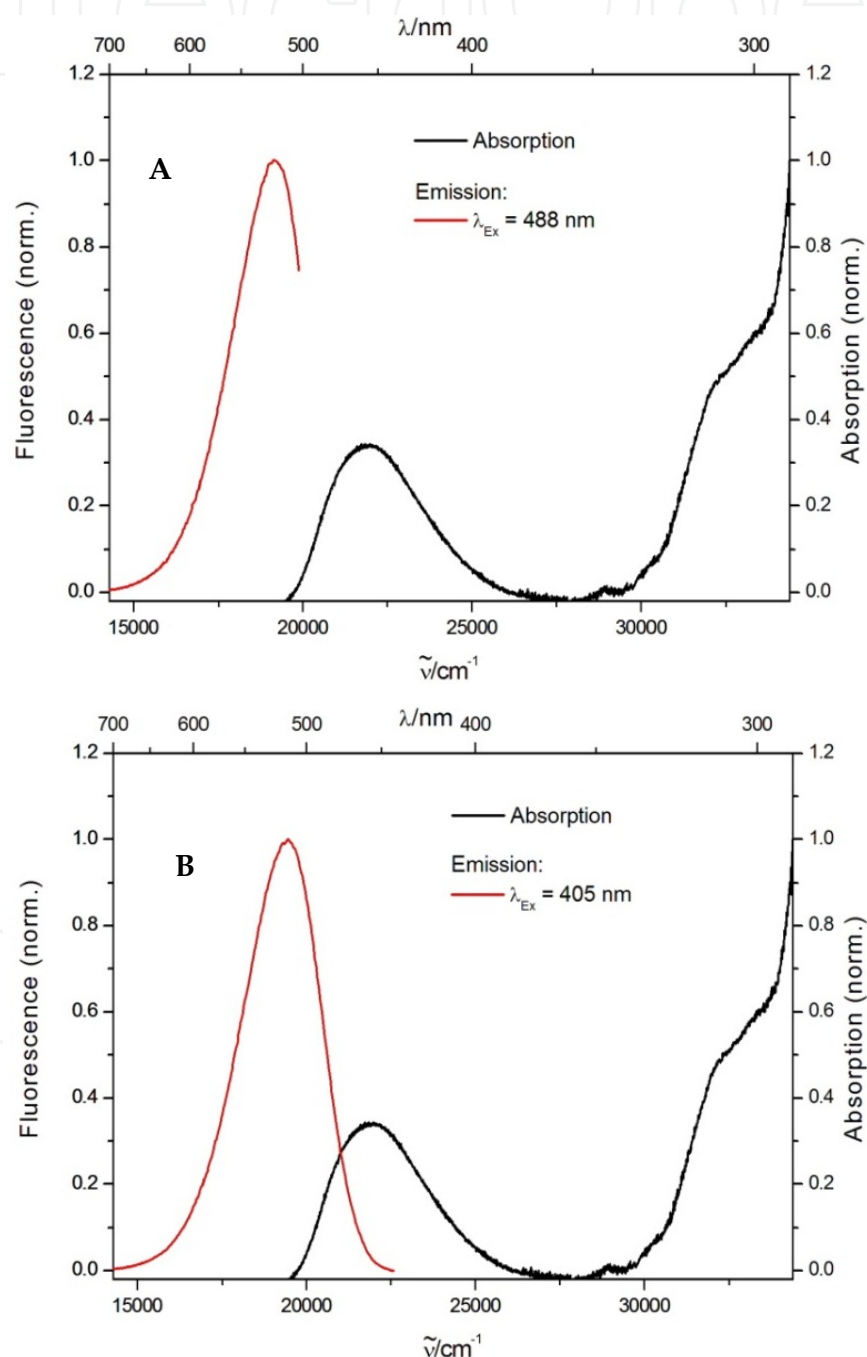 λ/nm
700 600 500 400 300
1.2 1.2
A
Absorption
1.0 1.0
Emission:
λEx = 488 nm
0.8 0.8
Fluorescence (norm.)
Absorption (norm.)
0.6 0.6
0.4 0.4
0.2 0.2
0.0 0.0
15000 20000 25000 30000
ν̃/cm-1
λ/nm
700 600 500 400 300
1.2 1.2
Absorption
1.0 1.0
B
Emission:
λEx = 405 nm
0.8 0.8
Fluorescence (norm.)
Absorption (norm.)
0.6 0.6
0.4 0.4
0.2 0.2
0.0 0.0
15000 20000 25000 30000
ν̃/cm-1